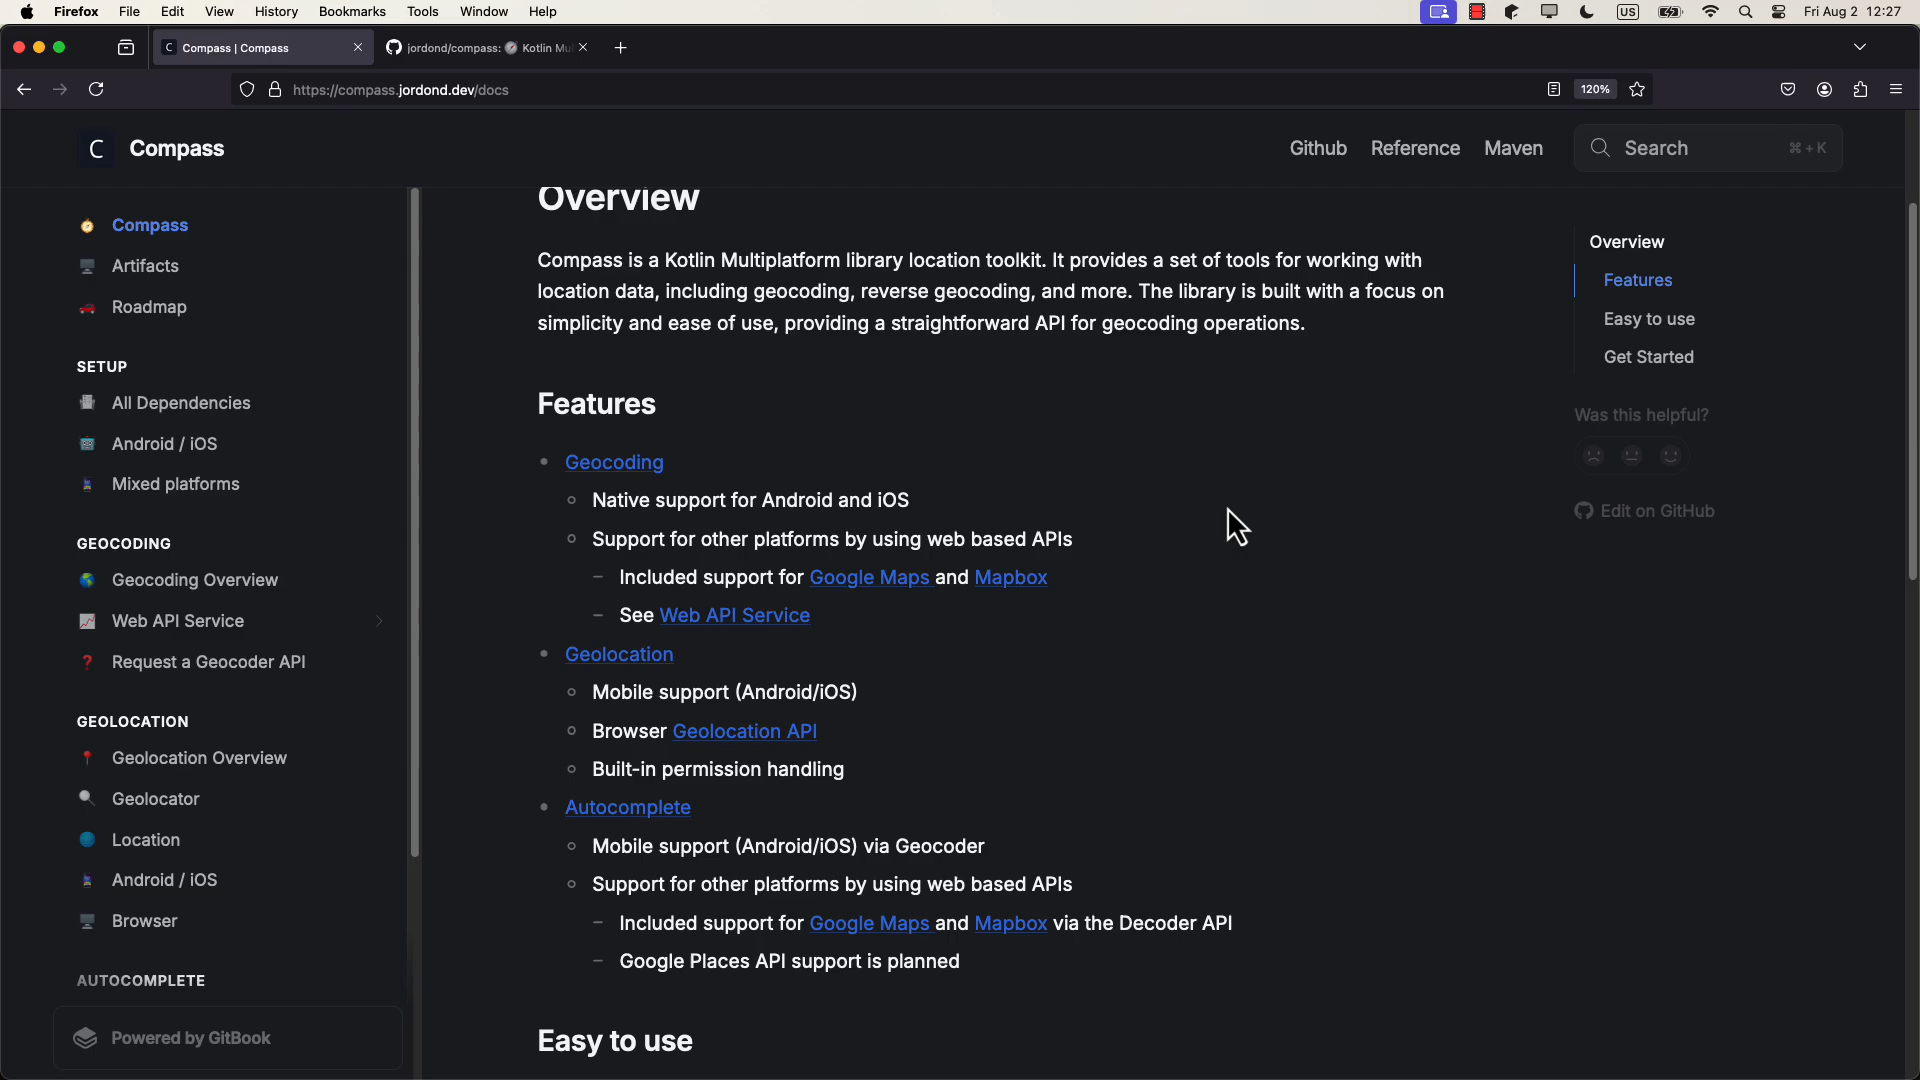 Firefox File Edit View History Bookmarks Tools Window Help US Fri Aug 2 12:27
C Compass | Compass jordond/compass: 🧭 Kotlin Mu
https://compass.jordond.dev/docs 120%
C Compass Github Reference Maven Search ⌘ + K
Compass
Artifacts
Roadmap
SETUP
All Dependencies
Android / iOS
Mixed platforms
GEOCODING
Geocoding Overview
Web API Service
Request a Geocoder API
GEOLOCATION
Geolocation Overview
Geolocator
Location
Android / iOS
Browser
AUTOCOMPLETE
Powered by GitBook
Overview
Compass is a Kotlin Multiplatform library location toolkit. It provides a set of tools for working with
location data, including geocoding, reverse geocoding, and more. The library is built with a focus on
simplicity and ease of use, providing a straightforward API for geocoding operations.
Features
Geocoding
Native support for Android and iOS
Support for other platforms by using web based APIs
Included support for Google Maps and Mapbox
See Web API Service
Geolocation
Mobile support (Android/iOS)
Browser Geolocation API
Built-in permission handling
Autocomplete
Mobile support (Android/iOS) via Geocoder
Support for other platforms by using web based APIs
Included support for Google Maps and Mapbox via the Decoder API
Google Places API support is planned
Easy to use
Overview
Features
Easy to use
Get Started
Was this helpful?
Edit on GitHub